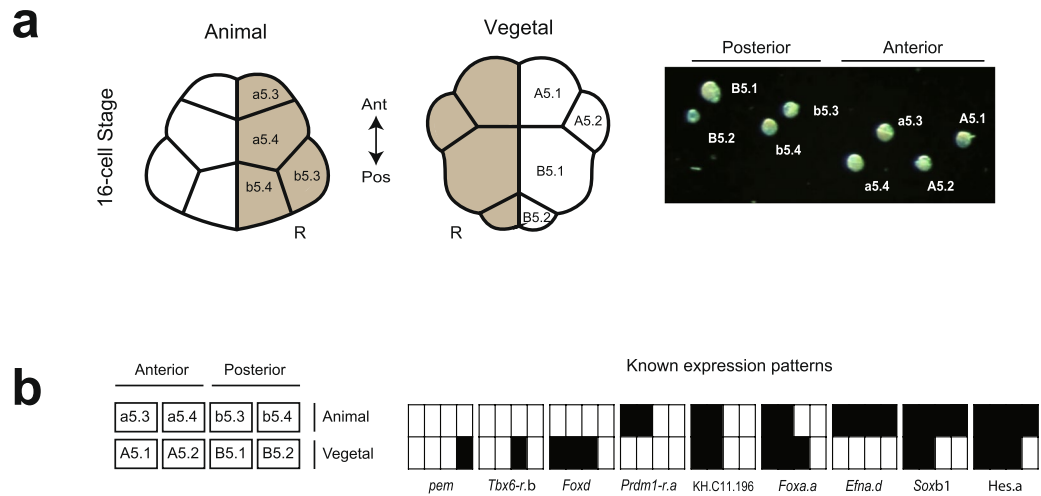 a
Animal
Vegetal
16-cell Stage
a5.3
a5.4
b5.4
b5.3
R
Ant
Pos
A5.1
A5.2
B5.1
B5.2
R
Posterior Anterior
B5.1
B5.2
b5.3
b5.4
a5.3
a5.4
A5.1
A5.2
b
Anterior Posterior
a5.3 a5.4 b5.3 b5.4 Animal
A5.1 A5.2 B5.1 B5.2 Vegetal
Known expression patterns
pem Tbx6-r.b Foxd Prdm1-r.a KH.C11.196 Foxa.a Efna.d Soxb1 Hes.a